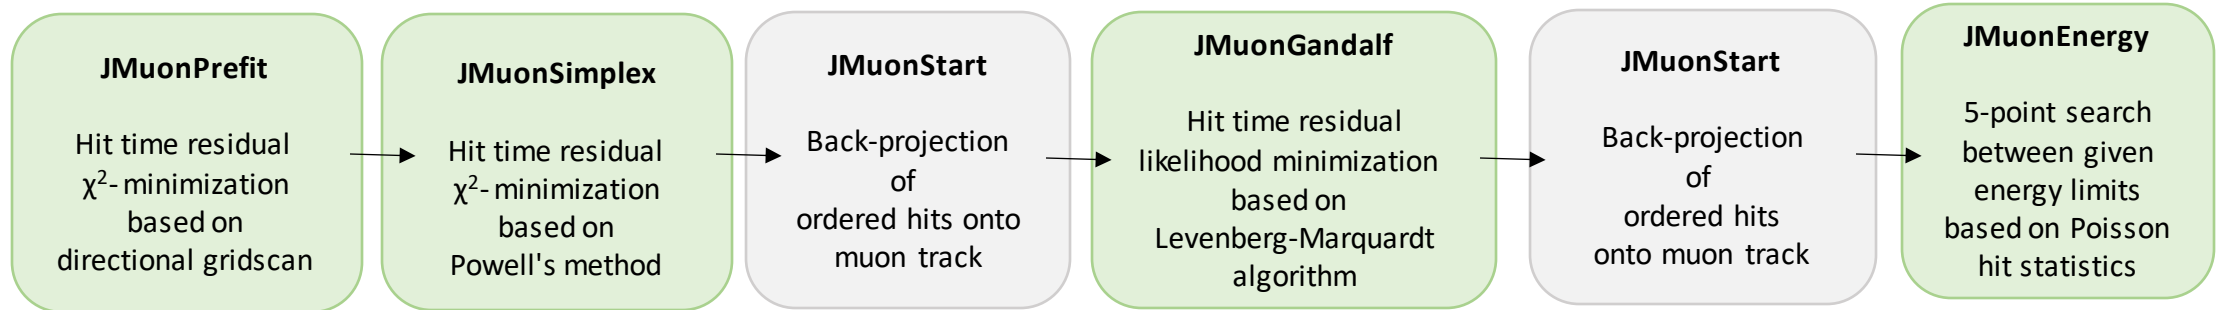 JMuonPrefit
Hit time residual
χ²- minimization
based on
directional gridscan
JMuonSimplex
Hit time residual
χ²- minimization
based on
Powell's method
JMuonStart
Back-projection
of
ordered hits onto
muon track
JMuonGandalf
Hit time residual
likelihood minimization
based on
Levenberg-Marquardt
algorithm
JMuonStart
Back-projection
of
ordered hits
onto muon track
JMuonEnergy
5-point search
between given
energy limits
based on Poisson
hit statistics